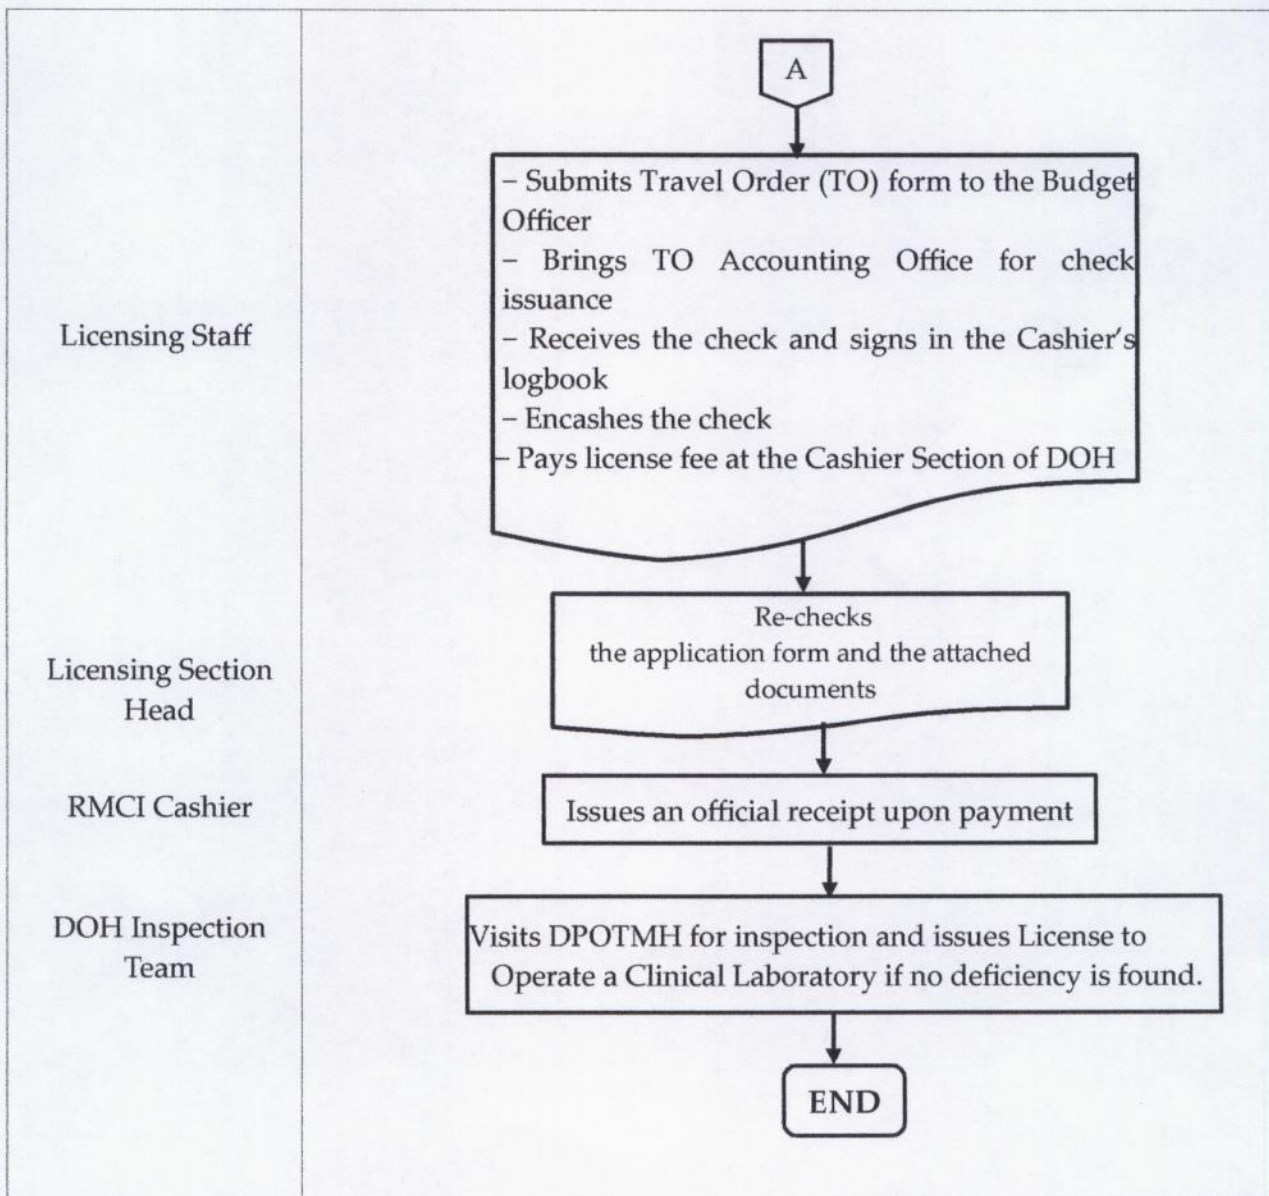 A
Licensing Staff
– Submits Travel Order (TO) form to the Budget
Officer
– Brings TO Accounting Office for check
issuance
– Receives the check and signs in the Cashier's
logbook
– Encashes the check
– Pays license fee at the Cashier Section of DOH
Licensing Section
Head
Re-checks
the application form and the attached
documents
RMCI Cashier
Issues an official receipt upon payment
DOH Inspection
Team
Visits DPOTMH for inspection and issues License to
Operate a Clinical Laboratory if no deficiency is found.
END